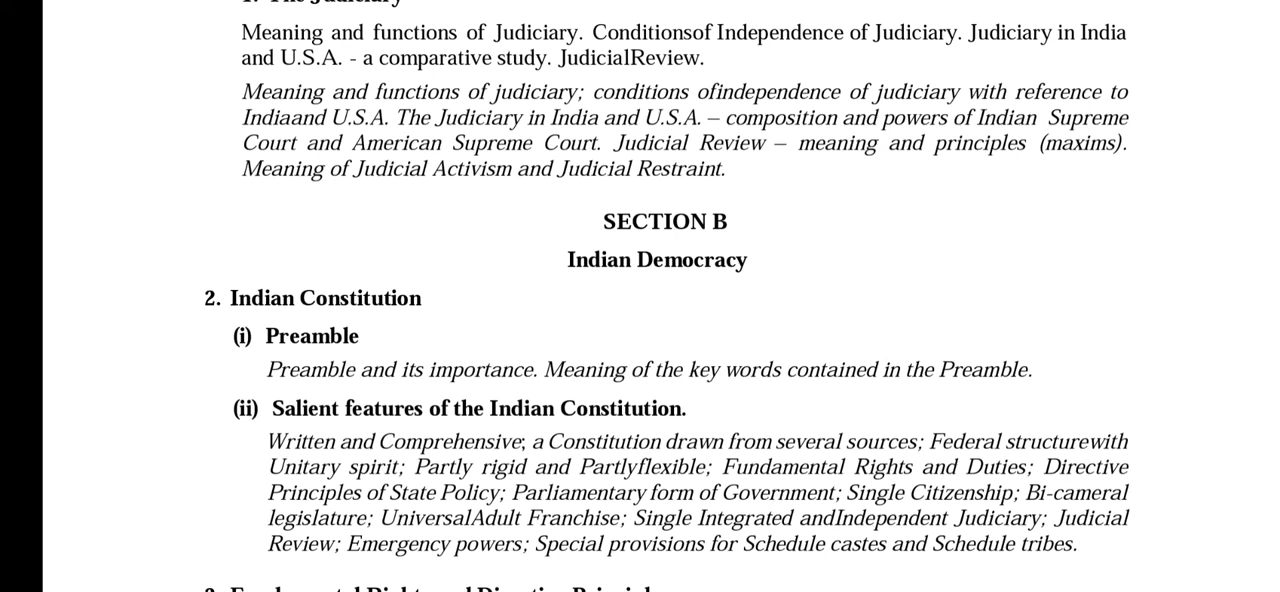 1. The Judiciary
Meaning and functions of Judiciary. Conditionsof Independence of Judiciary. Judiciary in India
and U.S.A. - a comparative study. JudicialReview.
Meaning and functions of judiciary; conditions ofindependence of judiciary with reference to
Indiaand U.S.A. The Judiciary in India and U.S.A. – composition and powers of Indian Supreme
Court and American Supreme Court. Judicial Review – meaning and principles (maxims).
Meaning of Judicial Activism and Judicial Restraint.
SECTION B
Indian Democracy
2. Indian Constitution
(i) Preamble
Preamble and its importance. Meaning of the key words contained in the Preamble.
(ii) Salient features of the Indian Constitution.
Written and Comprehensive; a Constitution drawn from several sources; Federal structurewith
Unitary spirit; Partly rigid and Partlyflexible; Fundamental Rights and Duties; Directive
Principles of State Policy; Parliamentary form of Government; Single Citizenship; Bi-cameral
legislature; UniversalAdult Franchise; Single Integrated andIndependent Judiciary; Judicial
Review; Emergency powers; Special provisions for Schedule castes and Schedule tribes.